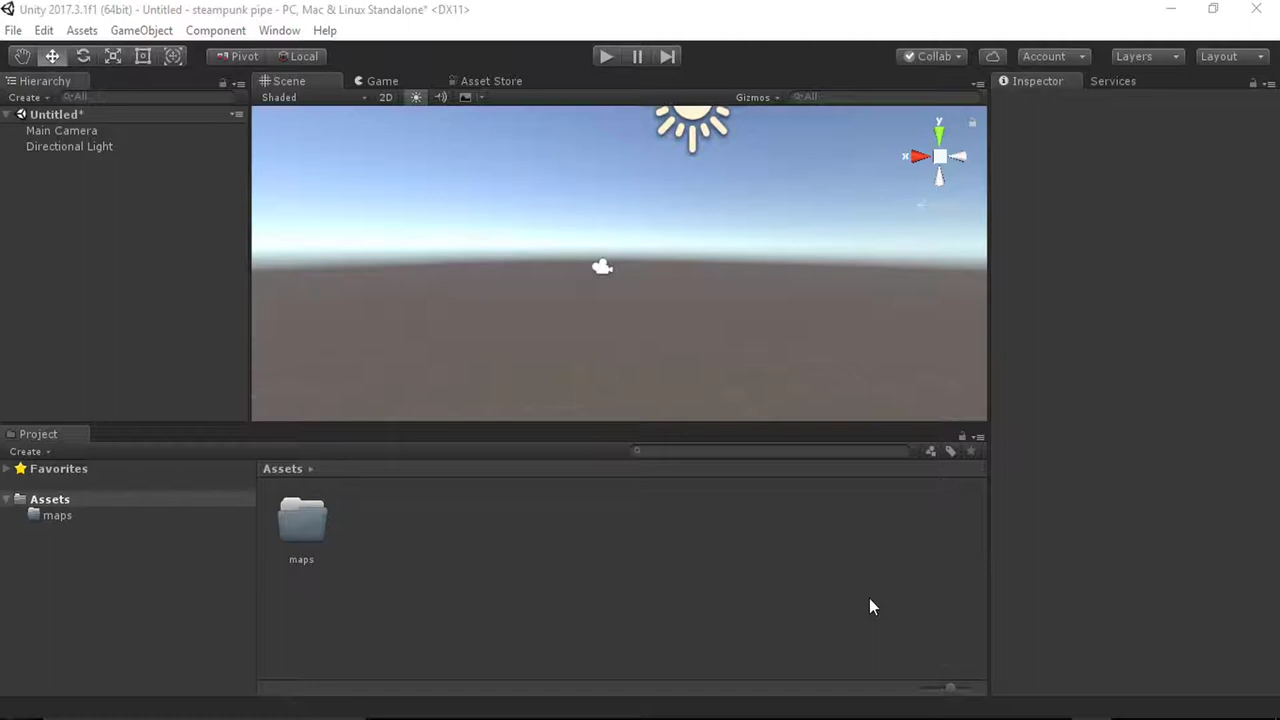 Unity 2017.3.1f1 (64bit) - Untitled - steampunk pipe - PC, Mac & Linux Standalone* <DX11>
File Edit Assets GameObject Component Window Help
Pivot Local Collab Account Layers Layout
Hierarchy Scene Game Asset Store Inspector Services
Create All Shaded 2D Gizmos All
Untitled*
Main Camera
Directional Light
y
x
Project
Create
Favorites Assets
Assets
maps
maps